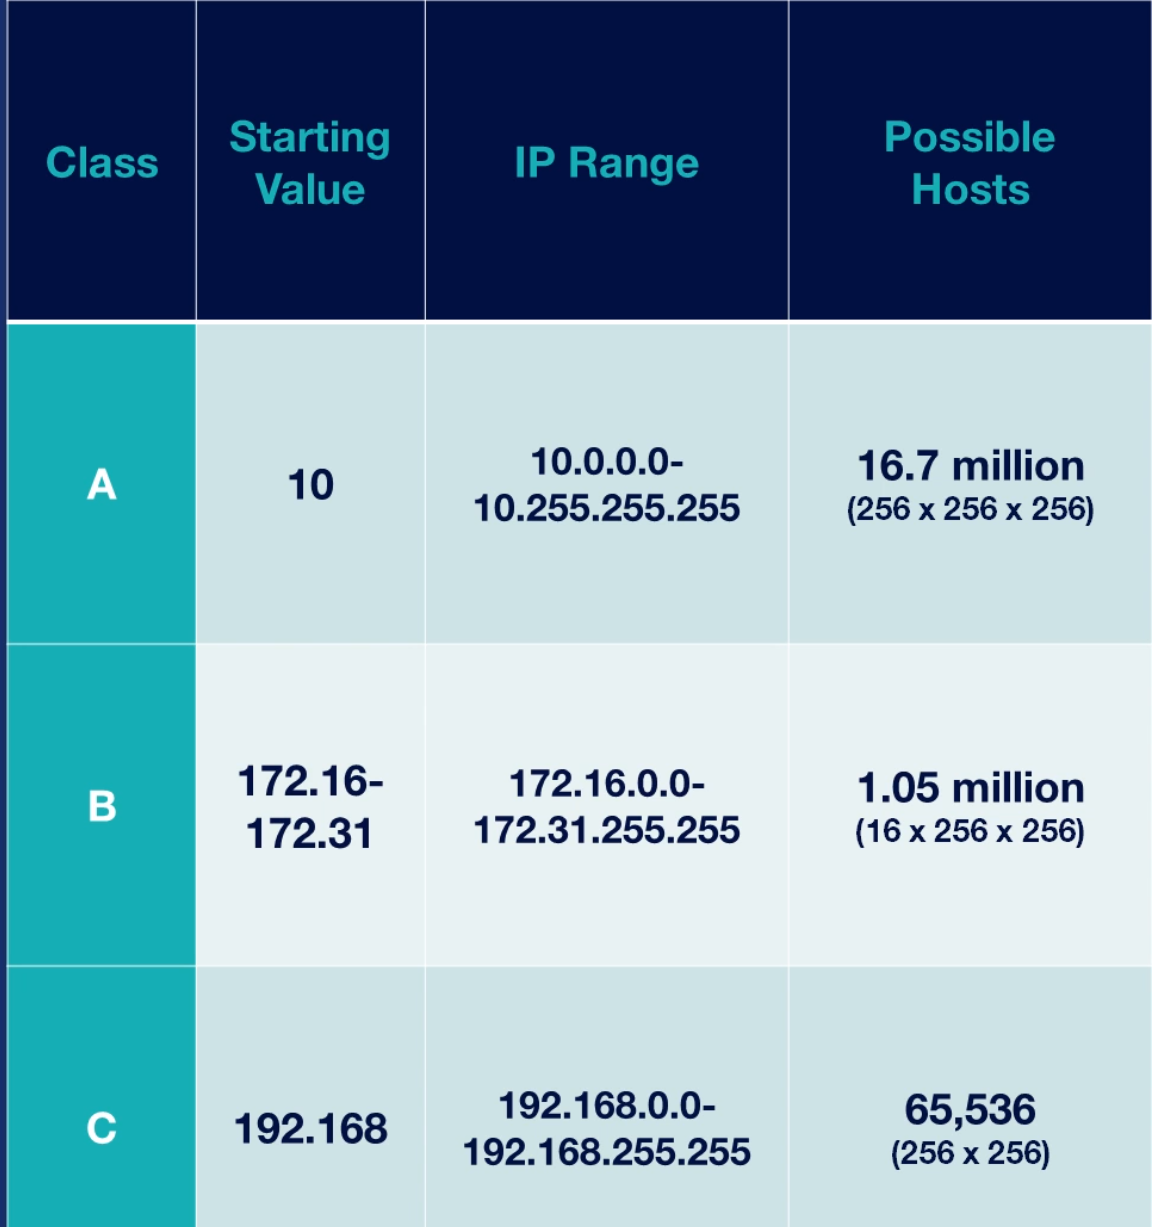 Class
Starting
Value
IP Range
Possible
Hosts
A
10
10.0.0.0-
10.255.255.255
16.7 million
(256 x 256 x 256)
B
172.16-
172.31
172.16.0.0-
172.31.255.255
1.05 million
(16 x 256 x 256)
C
192.168
192.168.0.0-
192.168.255.255
65,536
(256 x 256)